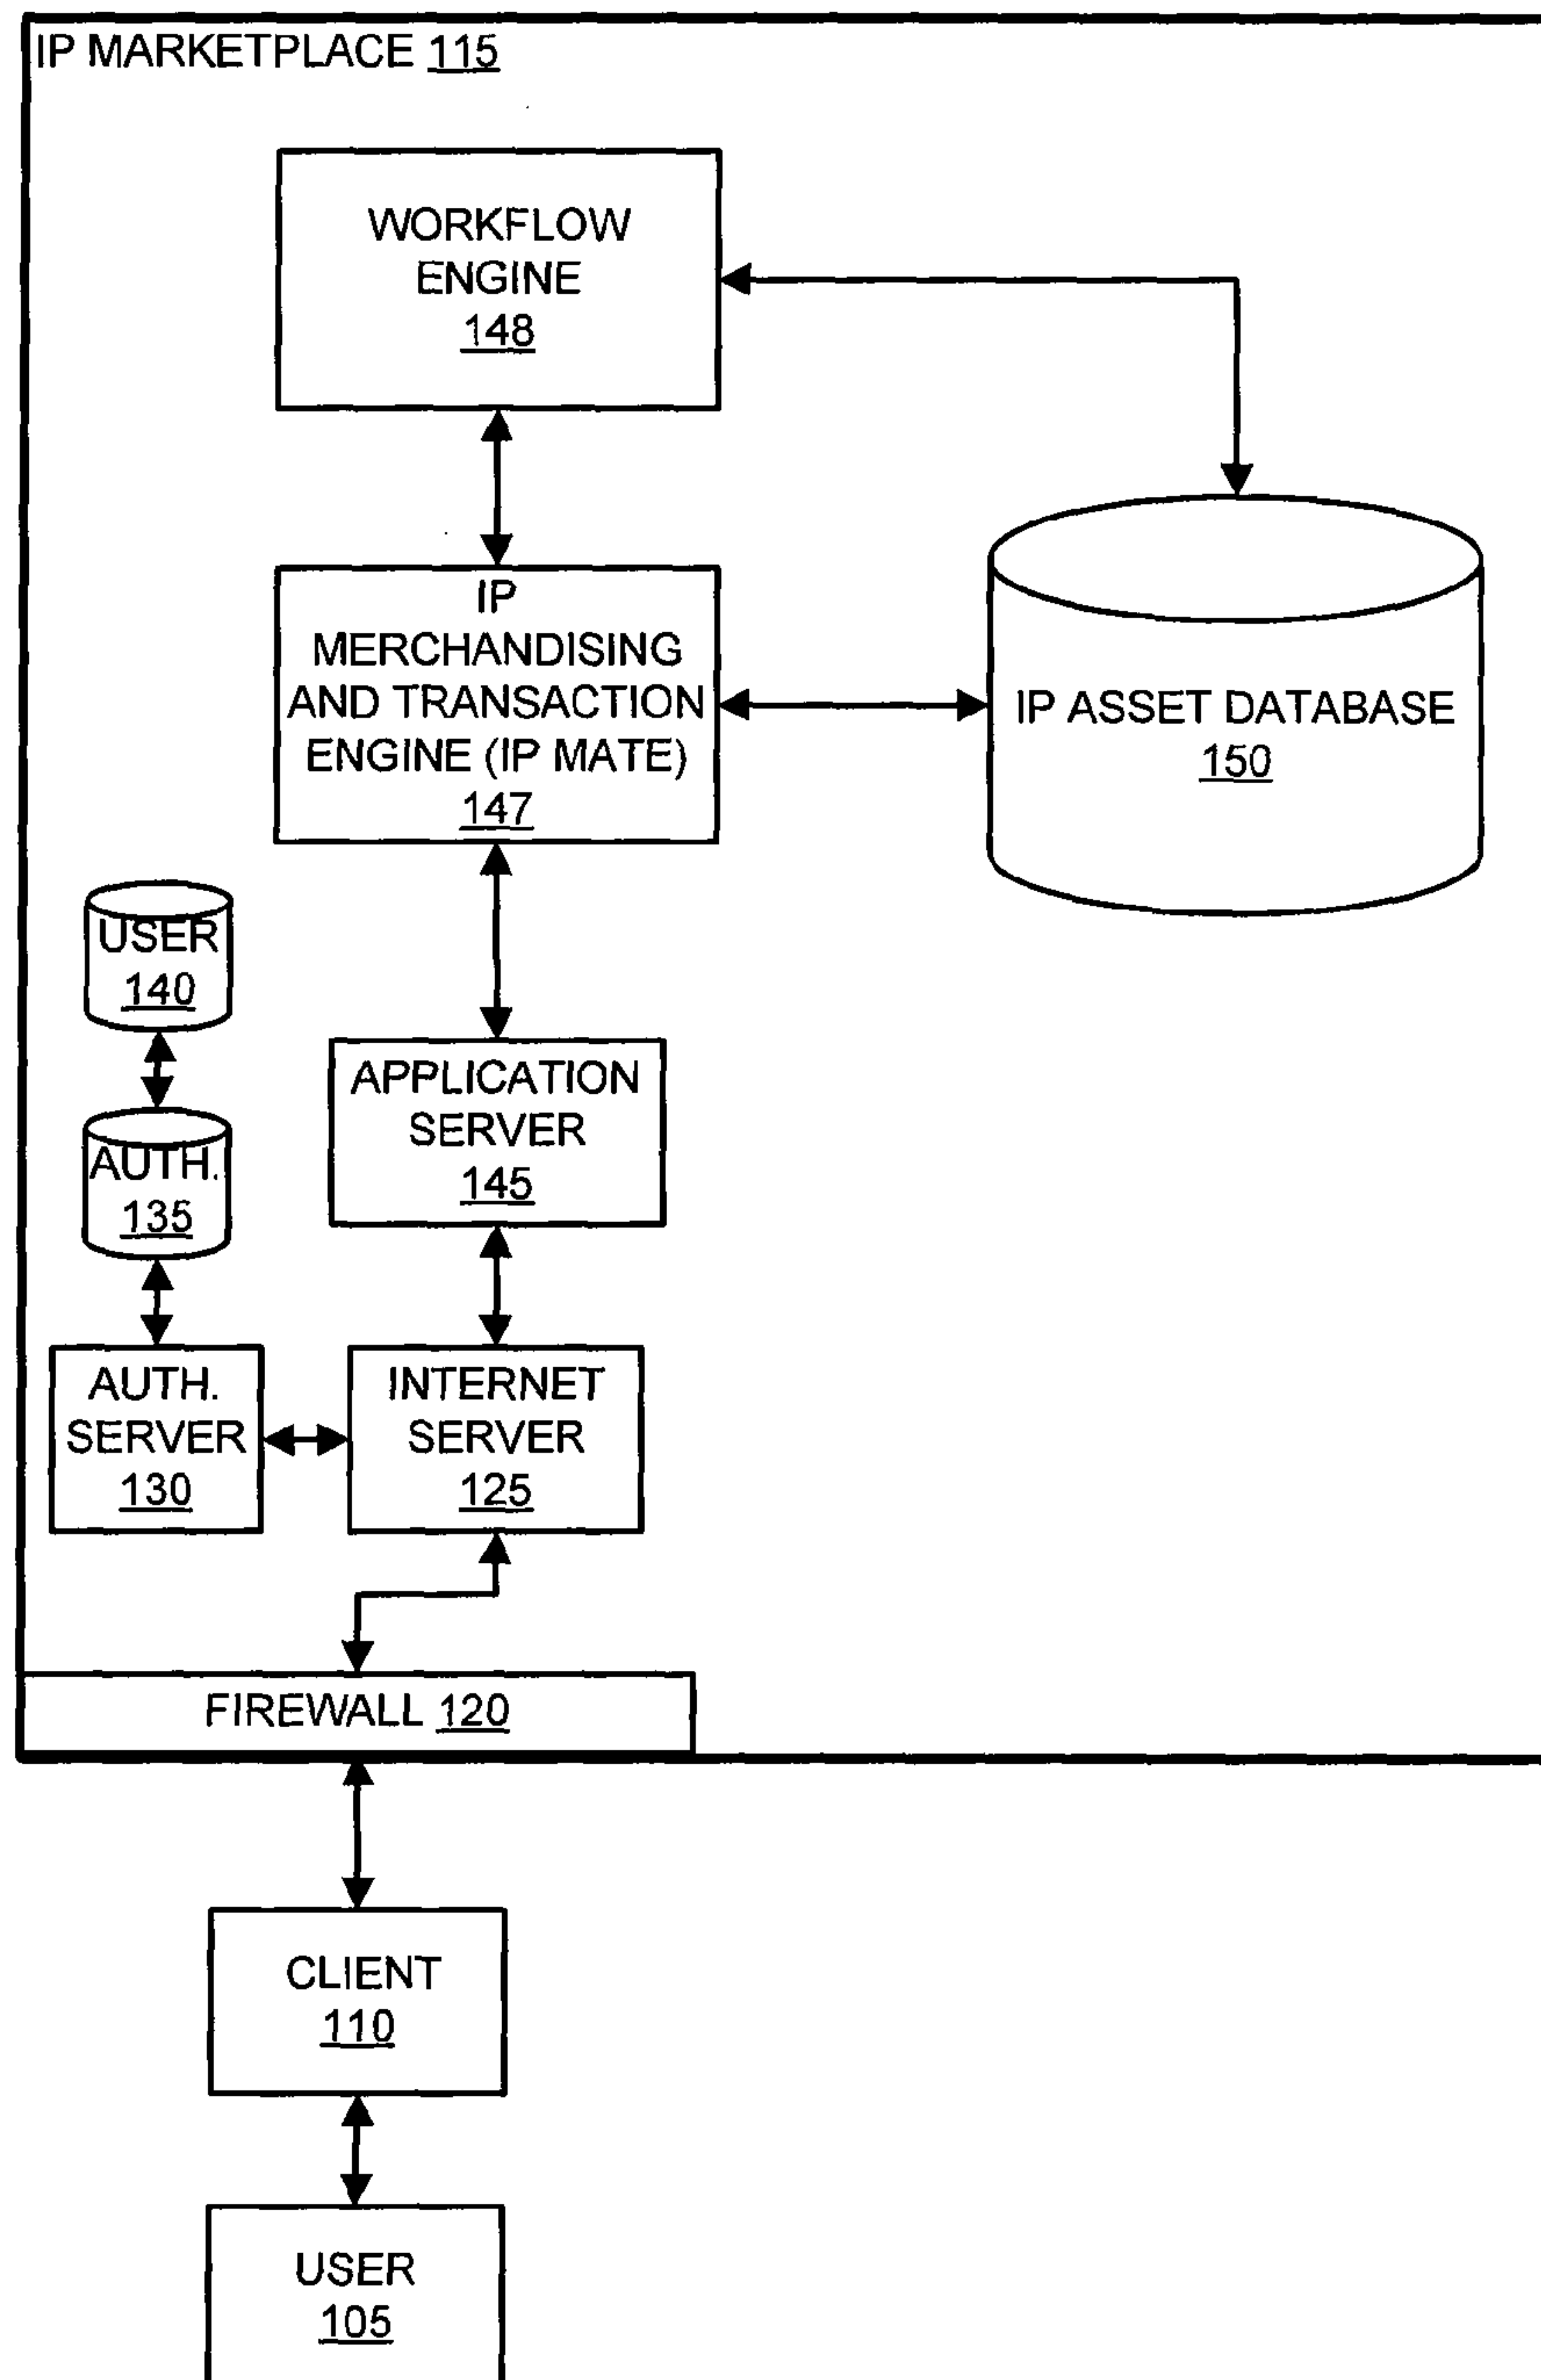 IP MARKETPLACE 115
WORKFLOW
ENGINE
148
IP
MERCHANDISING
AND TRANSACTION
ENGINE (IP MATE)
147
IP ASSET DATABASE
150
USER
140
AUTH.
135
APPLICATION
SERVER
145
AUTH.
SERVER
130
INTERNET
SERVER
125
FIREWALL 120
CLIENT
110
USER
105